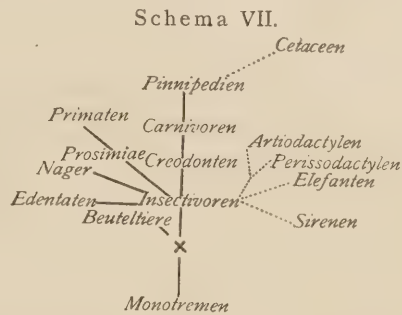 Schema VII.
Cetaceen
Pinnipedien
Primaten
Carnivoren
Artiodactylen
Prosimiae
Creodonten
Perissodactylen
Nager
Elefanten
Edentaten
Insectivoren
Beuteltiere
Sirenen
×
Monotremen